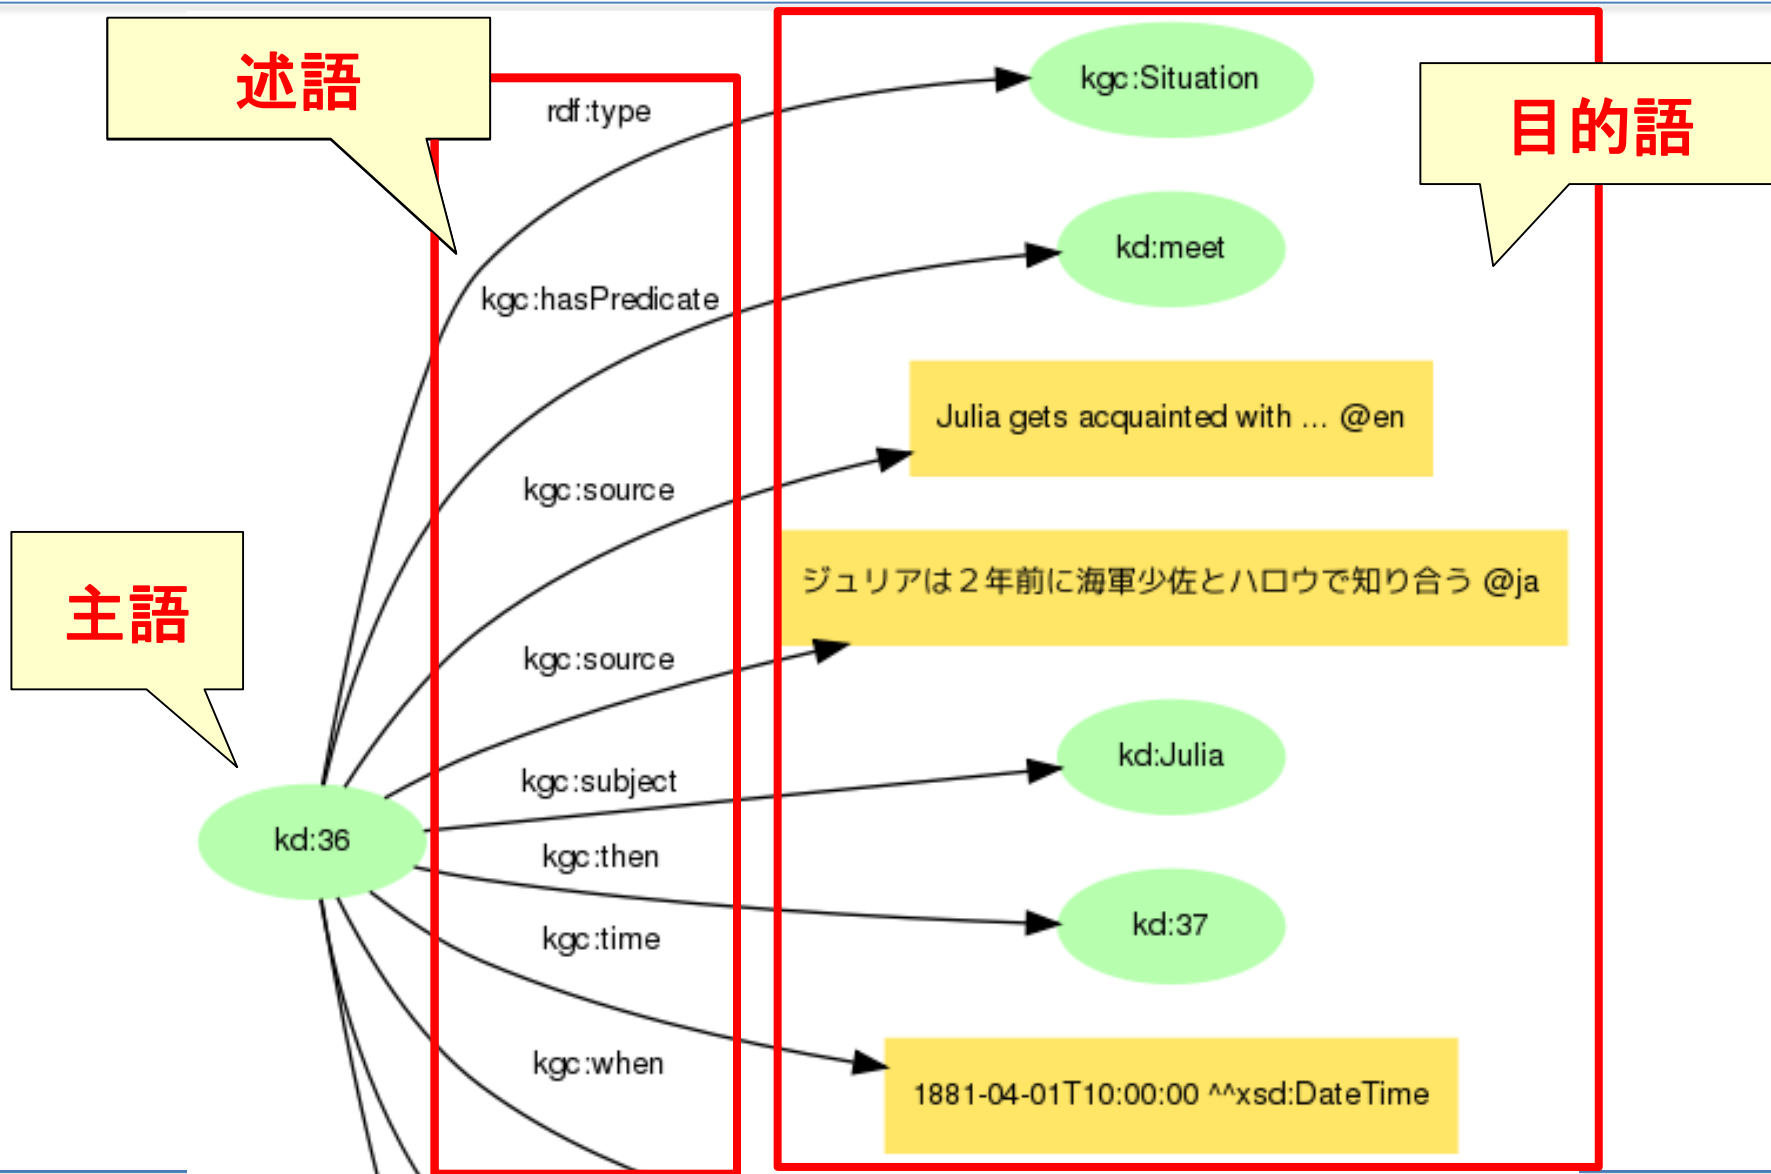 述語
rdf:type
kgc:Situation
目的語
kgc:hasPredicate
kd:meet
kgc:source
Julia gets acquainted with ... @en
kgc:source
ジュリアは２年前に海軍少佐とハロウで知り合う @ja
主語
kd:36
kgc:subject
kd:Julia
kgc:then
kd:37
kgc:time
1881-04-01T10:00:00 ^^xsd:DateTime
kgc:when